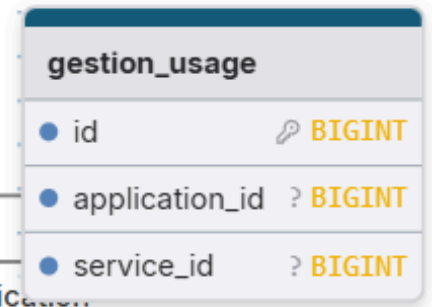 gestion_usage
id BIGINT
application_id ? BIGINT
service_id ? BIGINT